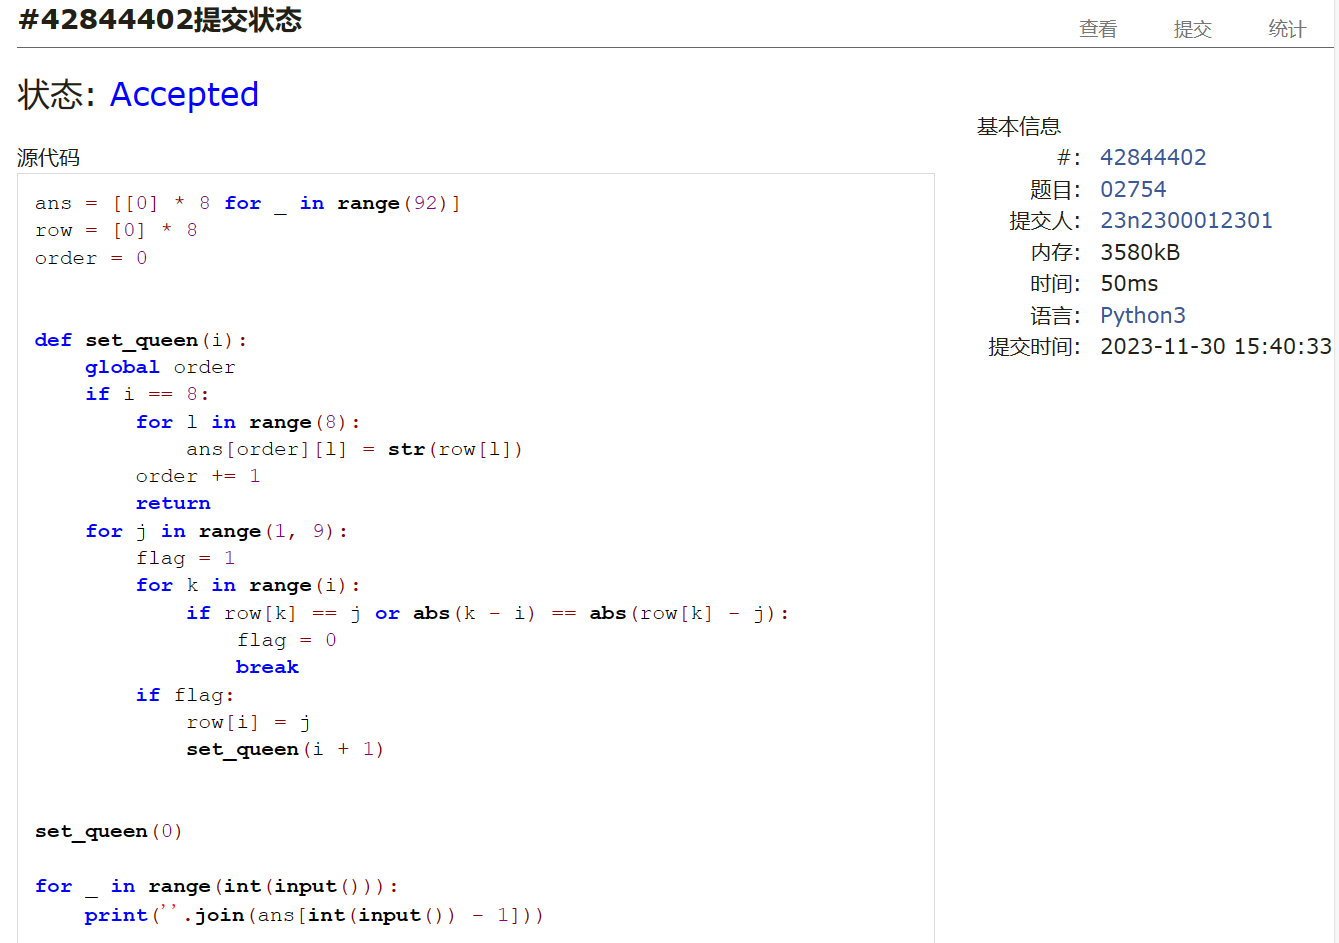 #42844402提交状态
查看 提交 统计
状态: Accepted
源代码
ans = [[0] * 8 for _ in range(92)]
row = [0] * 8
order = 0
def set_queen(i):
    global order
    if i == 8:
        for l in range(8):
            ans[order][l] = str(row[l])
        order += 1
        return
    for j in range(1, 9):
        flag = 1
        for k in range(i):
            if row[k] == j or abs(k - i) == abs(row[k] - j):
                flag = 0
                break
        if flag:
            row[i] = j
            set_queen(i + 1)
set_queen(0)
for _ in range(int(input())):
    print(''.join(ans[int(input()) - 1]))
基本信息
#: 42844402
题目: 02754
提交人: 23n2300012301
内存: 3580kB
时间: 50ms
语言: Python3
提交时间: 2023-11-30 15:40:33